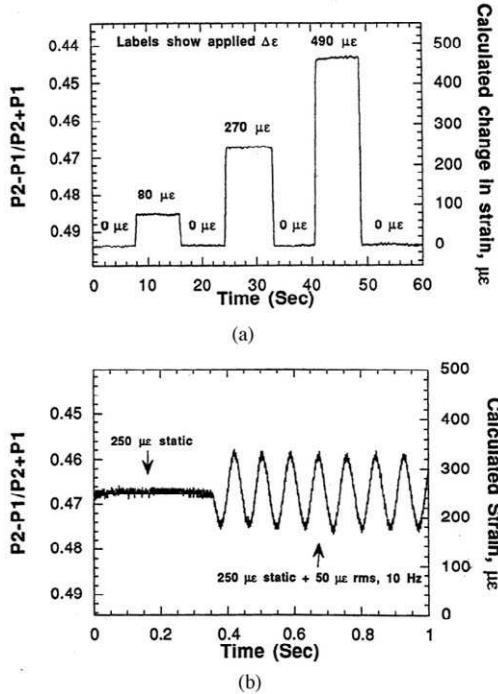 Labels show applied Δε
490 με
270 με
80 με
0 με
0 με
0 με
0 με
0.44
0.45
0.46
0.47
0.48
0.49
P2-P1/P2+P1
500
400
300
200
100
0
Calculated change in strain, με
0 10 20 30 40 50 60
Time (Sec)
(a)
250 με static
250 με static + 50 με rms, 10 Hz
0.45
0.46
0.47
0.48
0.49
P2-P1/P2+P1
500
400
300
200
100
0
Calculated Strain, με
0 0.2 0.4 0.6 0.8 1
Time (Sec)
(b)